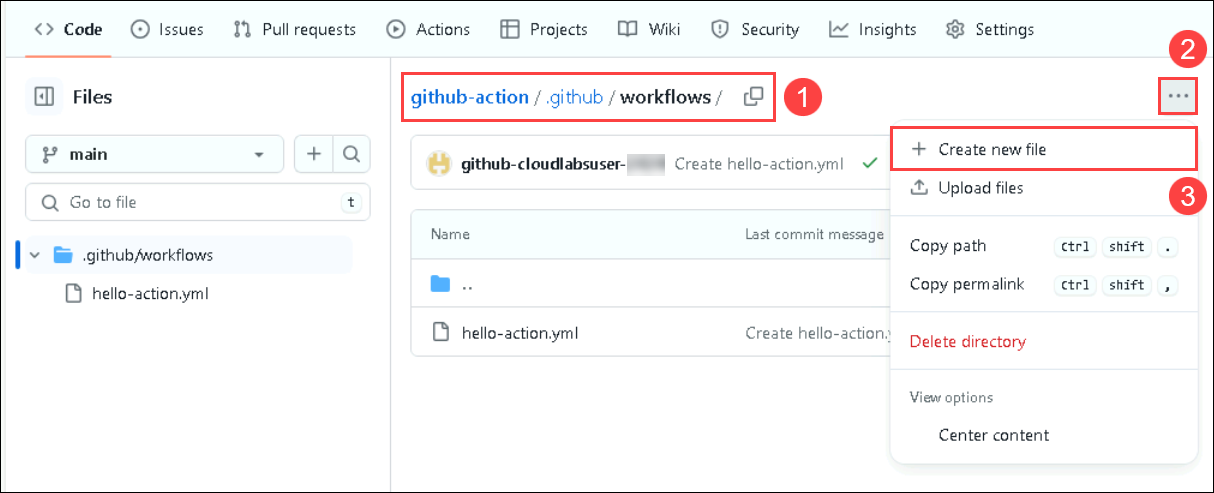 Code Issues Pull requests Actions Projects Wiki Security Insights Settings
2
Files
github-action / .github / workflows /
1
...
main
Go to file t
.github/workflows
hello-action.yml
github-cloudlabsuser- Create hello-action.yml
Name Last commit message
..
hello-action.yml Create hello-action.y
Create new file
3
Upload files
Copy path Ctrl shift .
Copy permalink Ctrl shift ,
Delete directory
View options
Center content